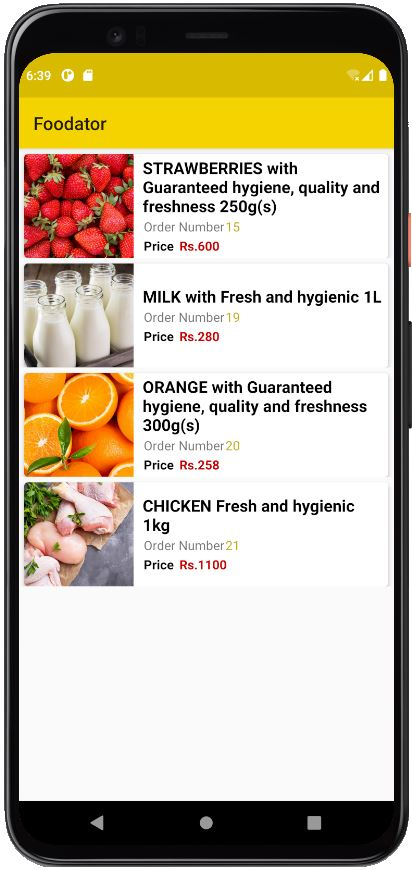 6:39
Foodator
STRAWBERRIES with
Guaranteed hygiene, quality and
freshness 250g(s)
Order Number15
Price Rs.600
MILK with Fresh and hygienic 1L
Order Number19
Price Rs.280
ORANGE with Guaranteed
hygiene, quality and freshness
300g(s)
Order Number20
Price Rs.258
CHICKEN Fresh and hygienic
1kg
Order Number21
Price Rs.1100